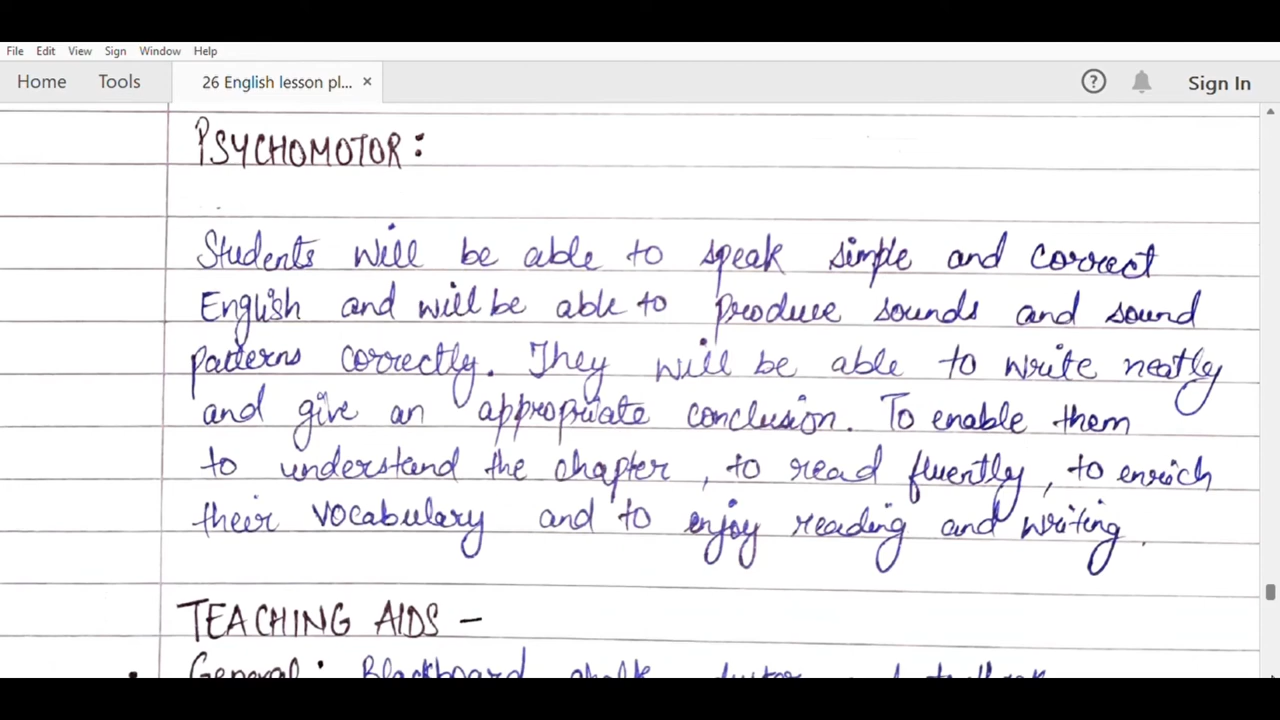 File Edit View Sign Window Help
Home Tools 26 English lesson pl... × Sign In
PSYCHOMOTOR :
Students will be able to speak simple and correct
English and will be able to produce sounds and sound
patterns correctly. They will be able to write neatly
and give an appropriate conclusion. To enable them
to understand the chapter, to read fluently, to enrich
their vocabulary and to enjoy reading and writing.
TEACHING AIDS -
General : Blackboard